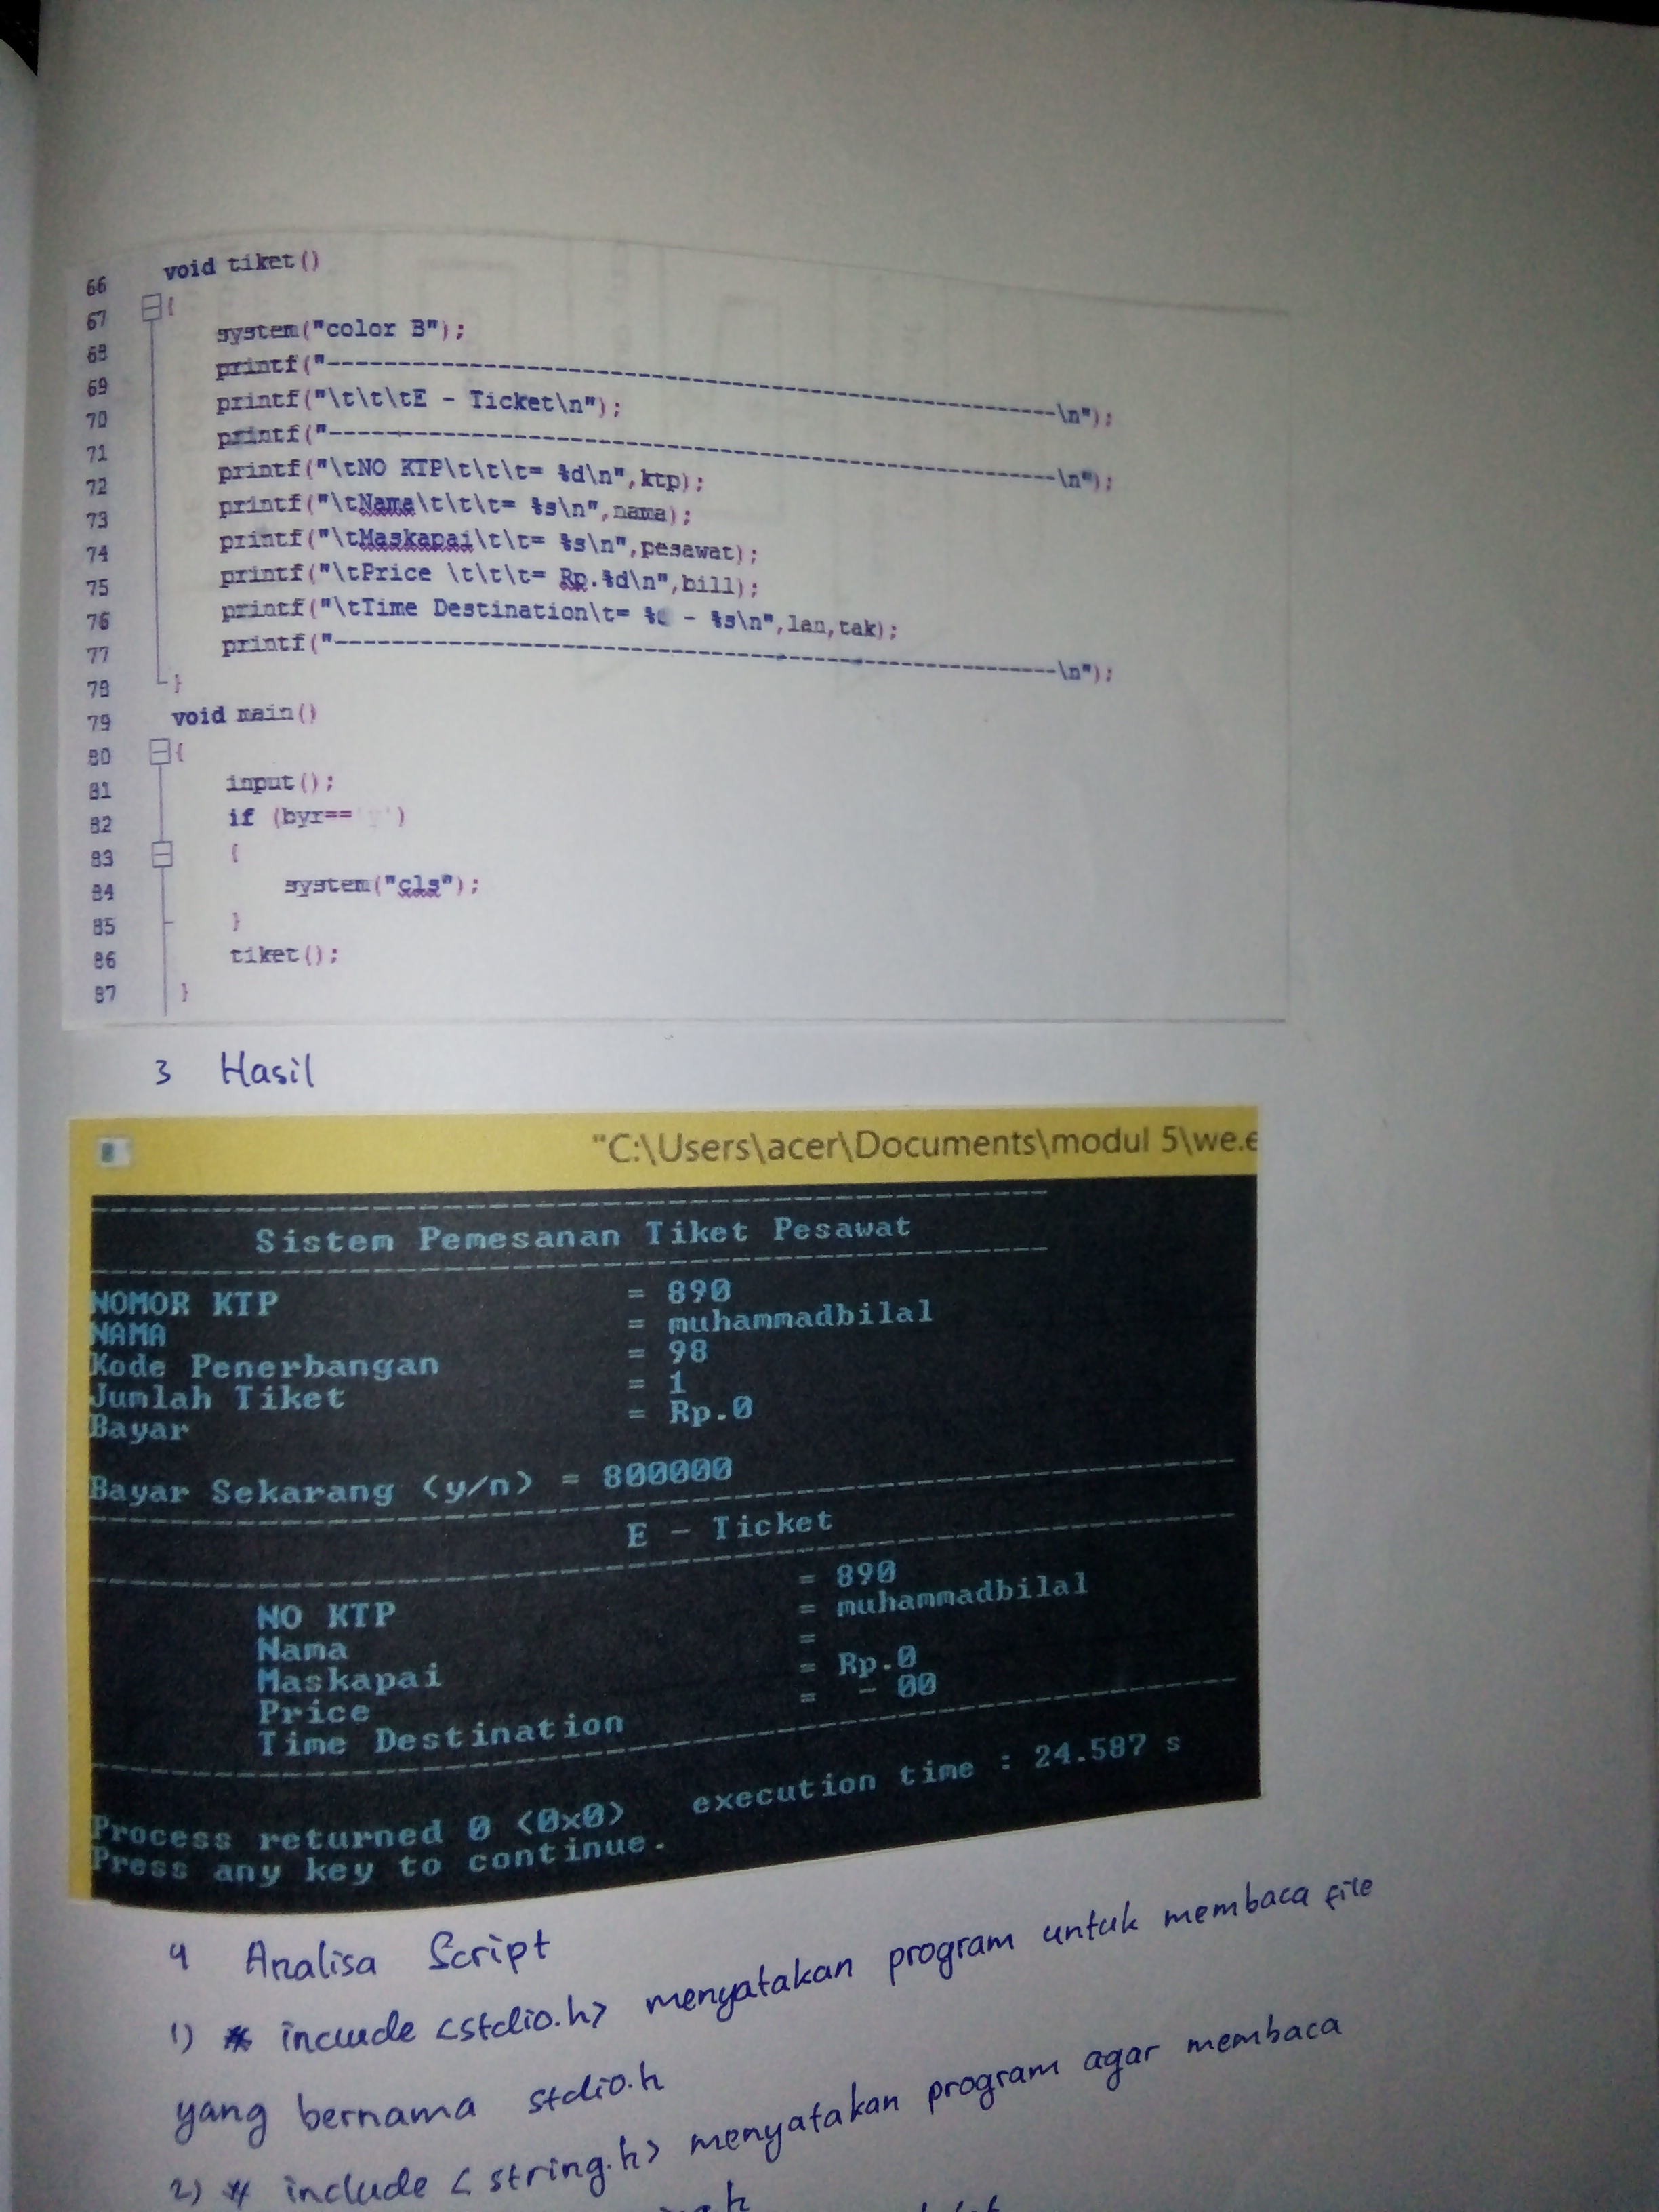 66 void tiket()
67 {
68 system("color B");
69 printf("------------------------------------------------------------\n");
70 printf("\t\t\tE - Ticket\n");
71 printf("------------------------------------------------------------\n");
72 printf("\tNO KTP\t\t\t= %d\n",ktp);
73 printf("\tNama\t\t\t= %s\n",nama);
74 printf("\tMaskapai\t\t= %s\n",pesawat);
75 printf("\tPrice \t\t\t= Rp.%d\n",bill);
76 printf("\tTime Destination\t= - %s\n",lan,tak);
77 printf("------------------------------------------------------------\n");
78 }
79 void main()
80 {
81 input();
82 if (byr== ')
83 {
84 system("cls");
85 }
86 tiket();
87 }
3 Hasil
"C:\Users\acer\Documents\modul 5\we.e
------------------------------------------------------------
Sistem Pemesanan Tiket Pesawat
------------------------------------------------------------
NOMOR KTP = 890
NAMA = muhammadbilal
Kode Penerbangan = 98
Jumlah Tiket = 1
Bayar = Rp.0
Bayar Sekarang (y/n) = 800000
------------------------------------------------------------
E - Ticket
------------------------------------------------------------
NO KTP = 890
Nama = muhammadbilal
Maskapai =
Price = Rp.0
Time Destination = - 00
------------------------------------------------------------
Process returned 0 (0x0) execution time : 24.587 s
Press any key to continue.
4 Analisa Script
1) # include <stdio.h> menyatakan program untuk membaca file
yang bernama stdio.h
2) # include < string.h> menyatakan program agar membaca